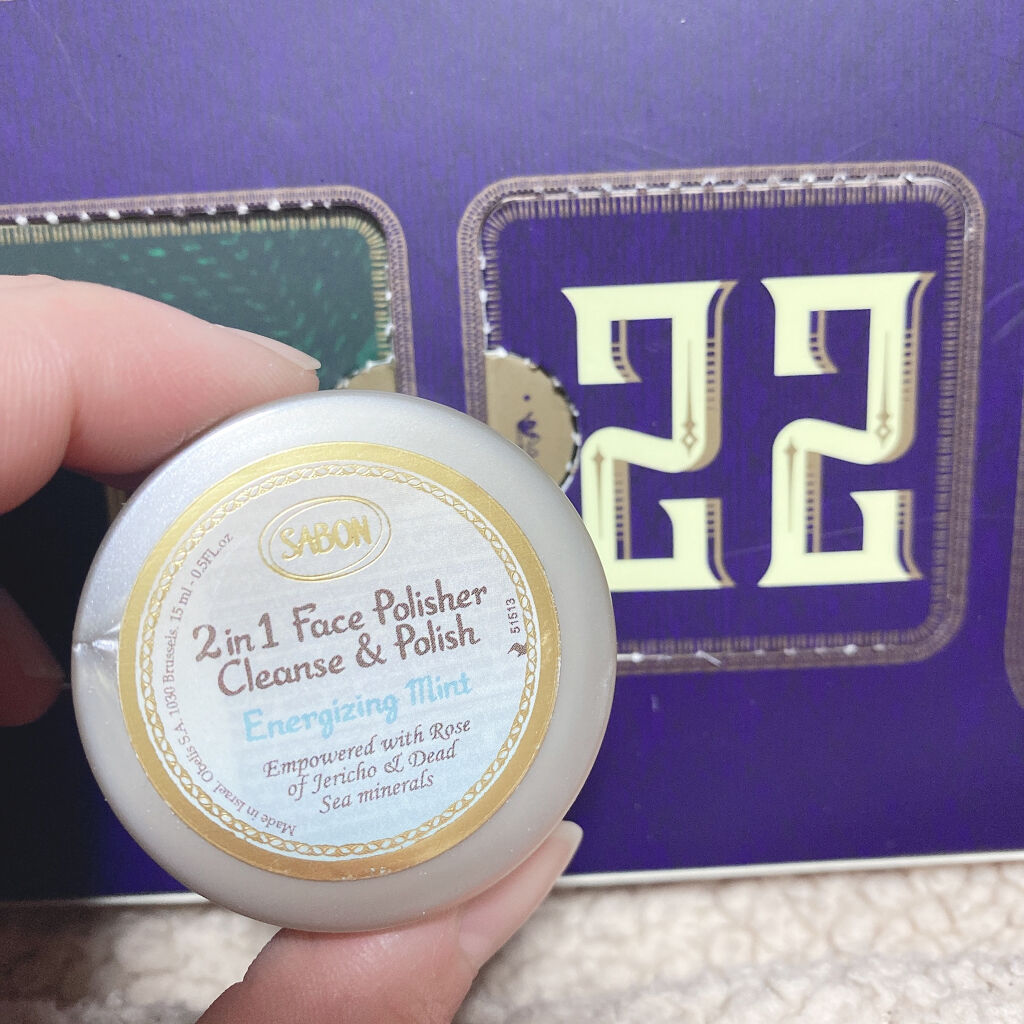 22
SABON
2 in 1 Face Polisher
Cleanse & Polish
Energizing Mint
Empowered with Rose
of Jericho & Dead
Sea minerals
Made in Israel. Obelis S.A. 1030 Brussels. 15 ml - 0.5FL.oz
51513